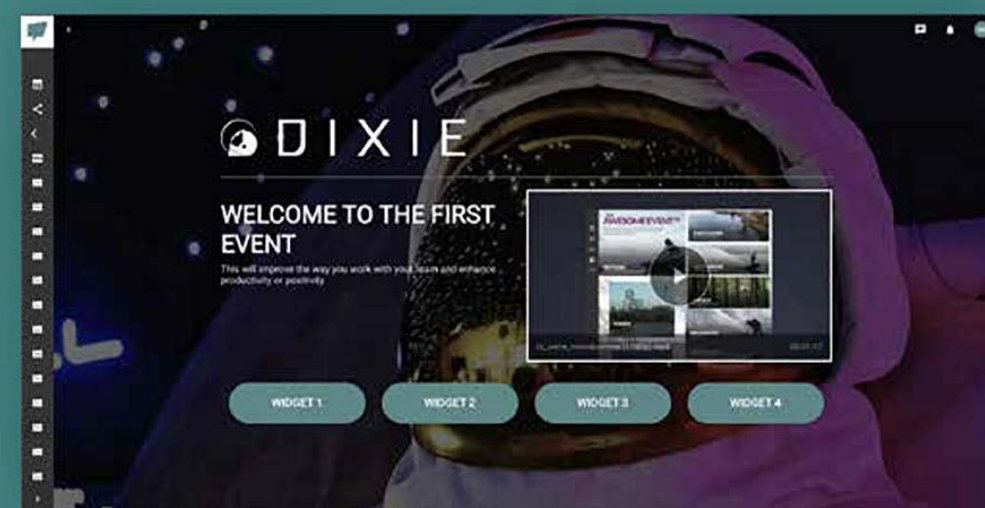 DIXIE
WELCOME TO THE FIRST
EVENT
This will improve the way you work with your team and enhance
productivity or positivity
AWESOMEEVENT
WIDGET 1
WIDGET 2
WIDGET 3
WIDGET 4